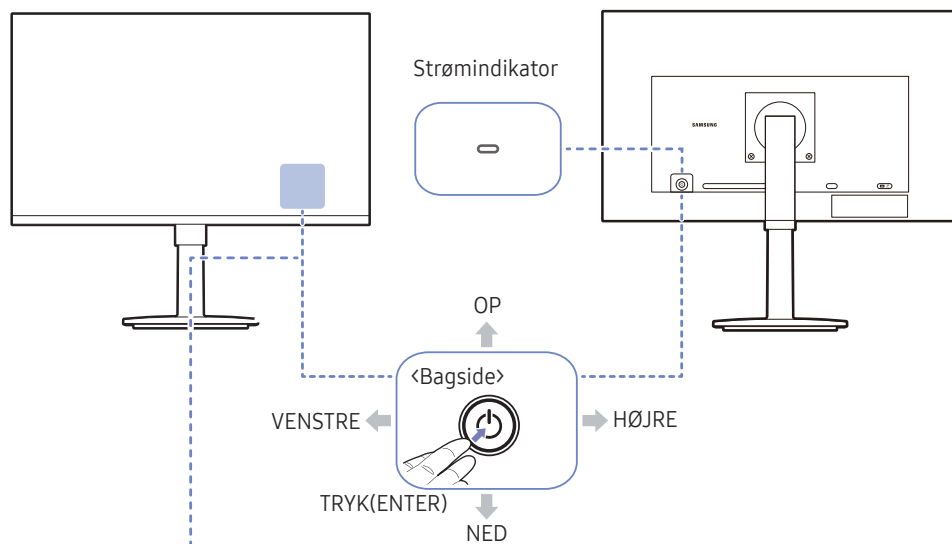 Strømindikator
SAMSUNG
OP
<Bagside>
VENSTRE
HØJRE
TRYK(ENTER)
NED